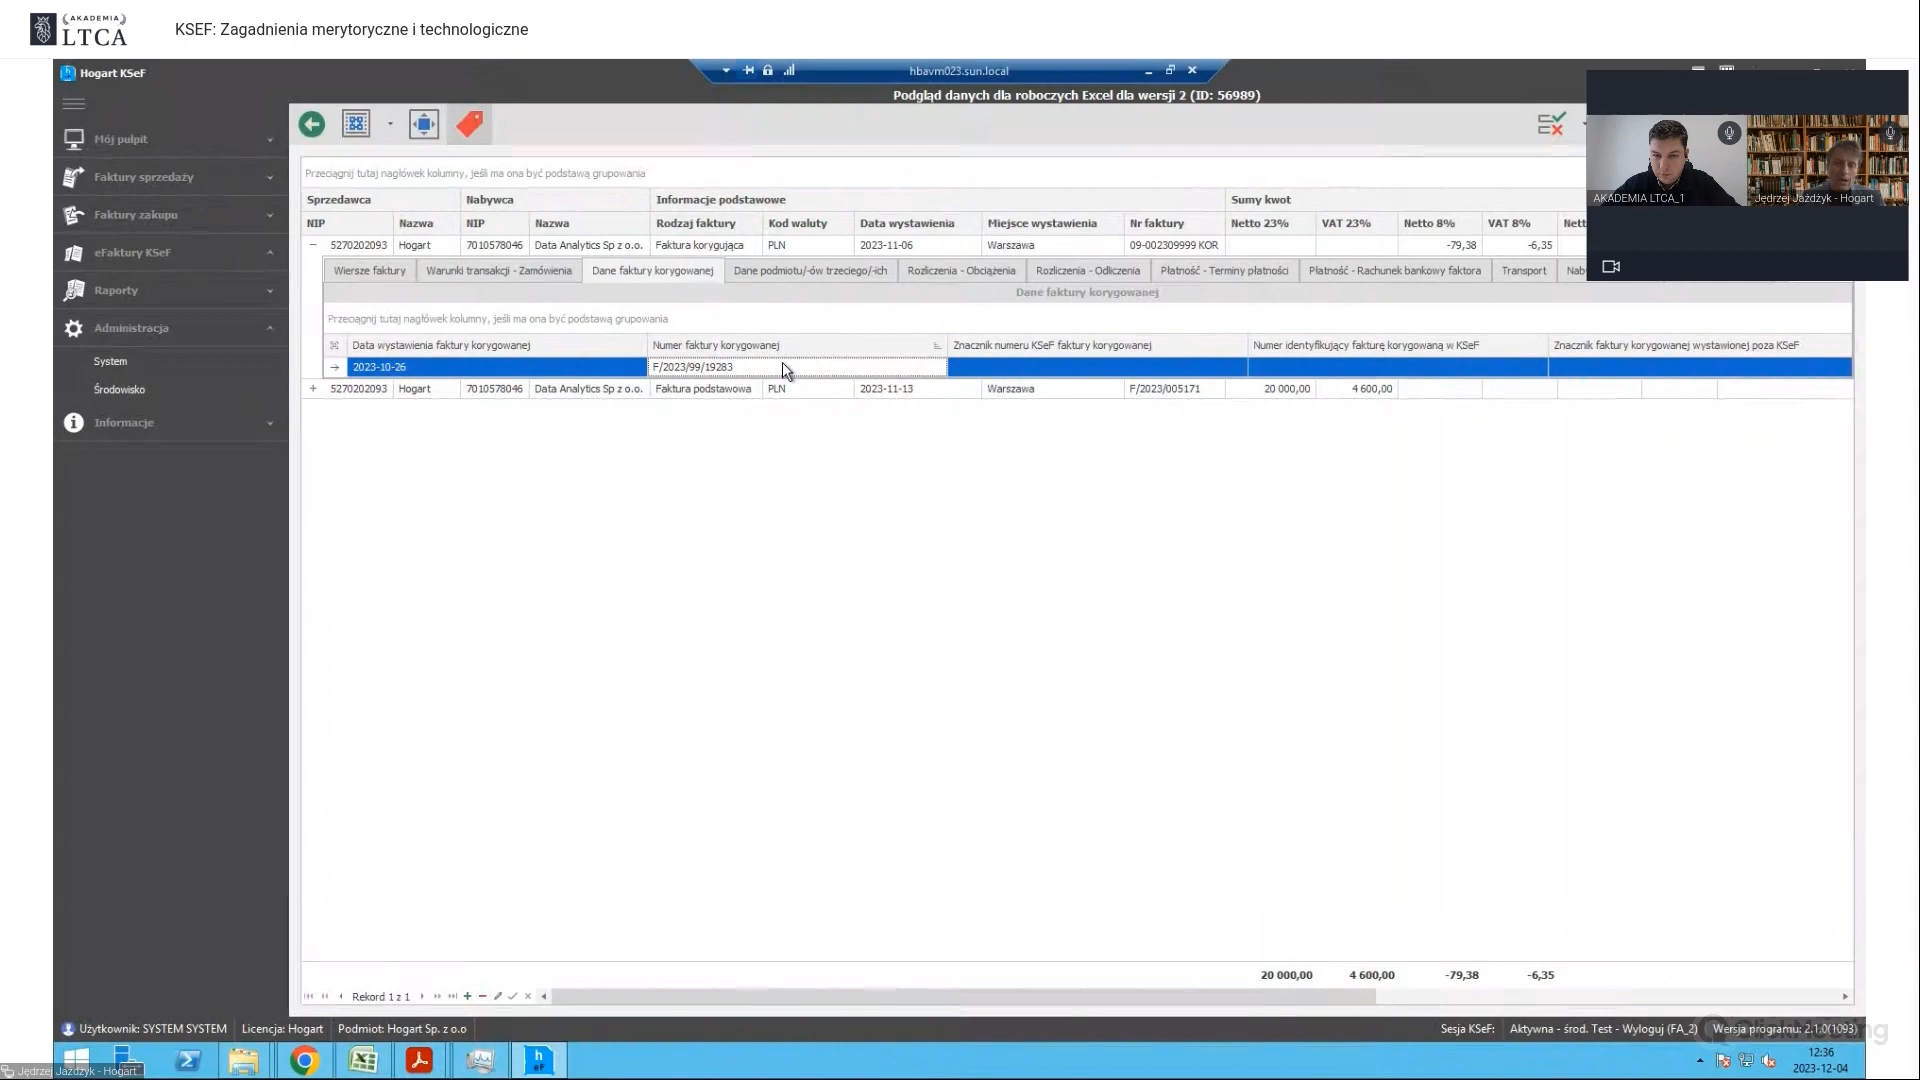 (AKADEMIA)
LTCA
KSEF: Zagadnienia merytoryczne i technologiczne
Hogart KSeF
hbavm023.sun.local
Podgląd danych dla roboczych Excel dla wersji 2 (ID: 56989)
Mój pulpit
Faktury sprzedaży
Faktury zakupu
eFaktury KSeF
Raporty
Administracja
System
Środowisko
Informacje
AKADEMIA LTCA_1
Jędrzej Jażdżyk - Hogart
Przeciągnij tutaj nagłówek kolumny, jeśli ma ona być podstawą grupowania
Sprzedawca Nabywca Informacje podstawowe Sumy kwot
NIP Nazwa NIP Nazwa Rodzaj faktury Kod waluty Data wystawienia Miejsce wystawienia Nr faktury Netto 23% VAT 23% Netto 8% VAT 8% Nett
5270202093 Hogart 7010578046 Data Analytics Sp z o.o. Faktura korygująca PLN 2023-11-06 Warszawa 09-002309999 KOR -79,38 -6,35
Wiersze faktury Warunki transakcji - Zamówienia Dane faktury korygowanej Dane podmiotu/-ów trzeciego/-ich Rozliczenia - Obciążenia Rozliczenia - Odliczenia Płatność - Terminy płatności Płatność - Rachunek bankowy faktora Transport Nab
Dane faktury korygowanej
Przeciągnij tutaj nagłówek kolumny, jeśli ma ona być podstawą grupowania
Data wystawienia faktury korygowanej Numer faktury korygowanej Znacznik numeru KSeF faktury korygowanej Numer identyfikujący fakturę korygowaną w KSeF Znacznik faktury korygowanej wystawionej poza KSeF
2023-10-26 F/2023/99/19283
5270202093 Hogart 7010578046 Data Analytics Sp z o.o. Faktura podstawowa PLN 2023-11-13 Warszawa F/2023/005171 20 000,00 4 600,00
20 000,00 4 600,00 -79,38 -6,35
Rekord 1 z 1
Użytkownik: SYSTEM SYSTEM Licencja: Hogart Podmiot: Hogart Sp. z o.o Sesja KSeF: Aktywna - środ. Test - Wyloguj (FA_2) Wersja programu: 2.1.0(1093)
ClickMeeting
12:36
2023-12-04
Jędrzej Jażdżyk - Hogart